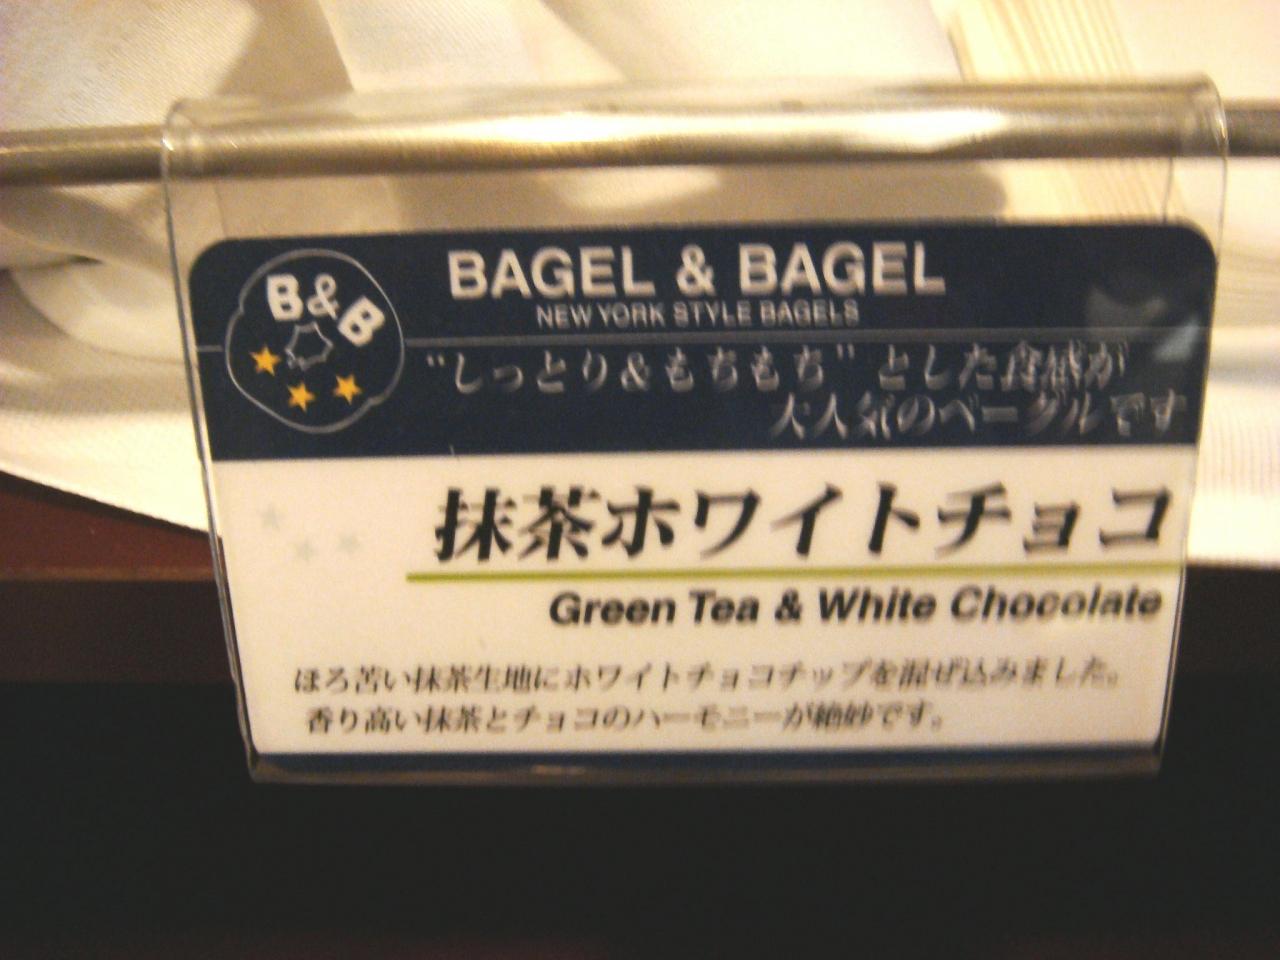 B&B
BAGEL & BAGEL
NEW YORK STYLE BAGELS
"しっとり&もちもち"とした食感が
大人気のベーグルです
抹茶ホワイトチョコ
Green Tea & White Chocolate
ほろ苦い抹茶生地にホワイトチョコチップを混ぜ込みました。
香り高い抹茶とチョコのハーモニーが絶妙です。